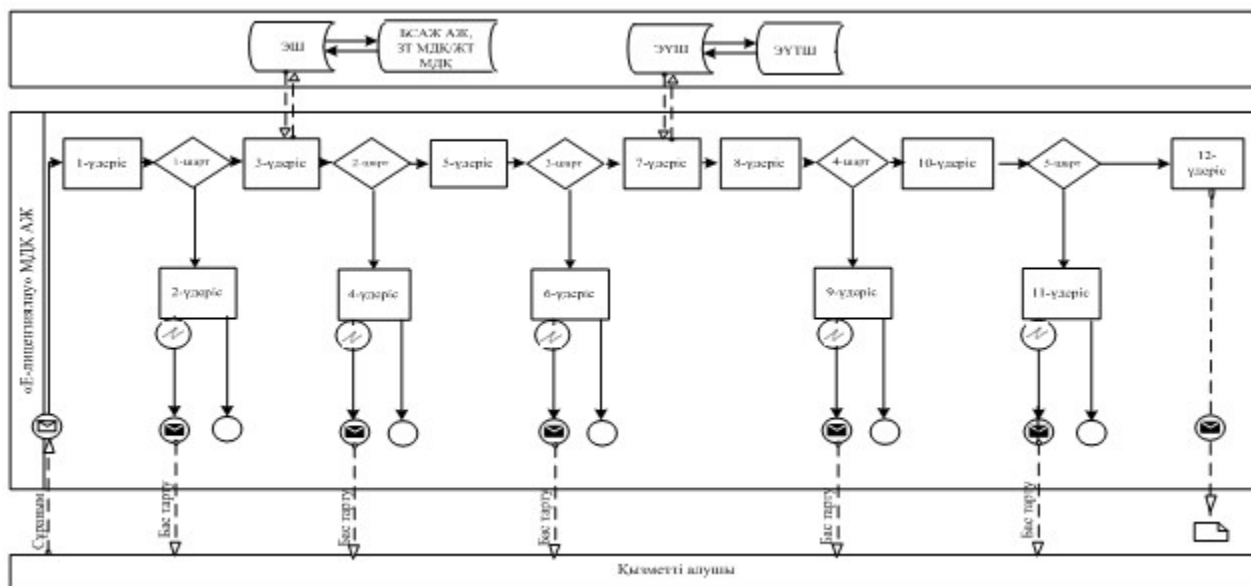 ЭШ
БСАЖ АЖ,
ЗТ МДҚ/ЖТ
МДҚ
ЭҮШ
ЭҮТШ
«Е-лицензиялау» МДҚ АЖ
1-үдеріс
1-шарт
3-үдеріс
2-шарт
5-үдеріс
3-шарт
7-үдеріс
8-үдеріс
4-шарт
10-үдеріс
5-шарт
12-
үдеріс
2-үдеріс
4-үдеріс
6-үдеріс
9-үдеріс
11-үдеріс
Сұраным
Бас тарту
Бас тарту
Бас тарту
Бас тарту
Бас тарту
Қызметті алушы